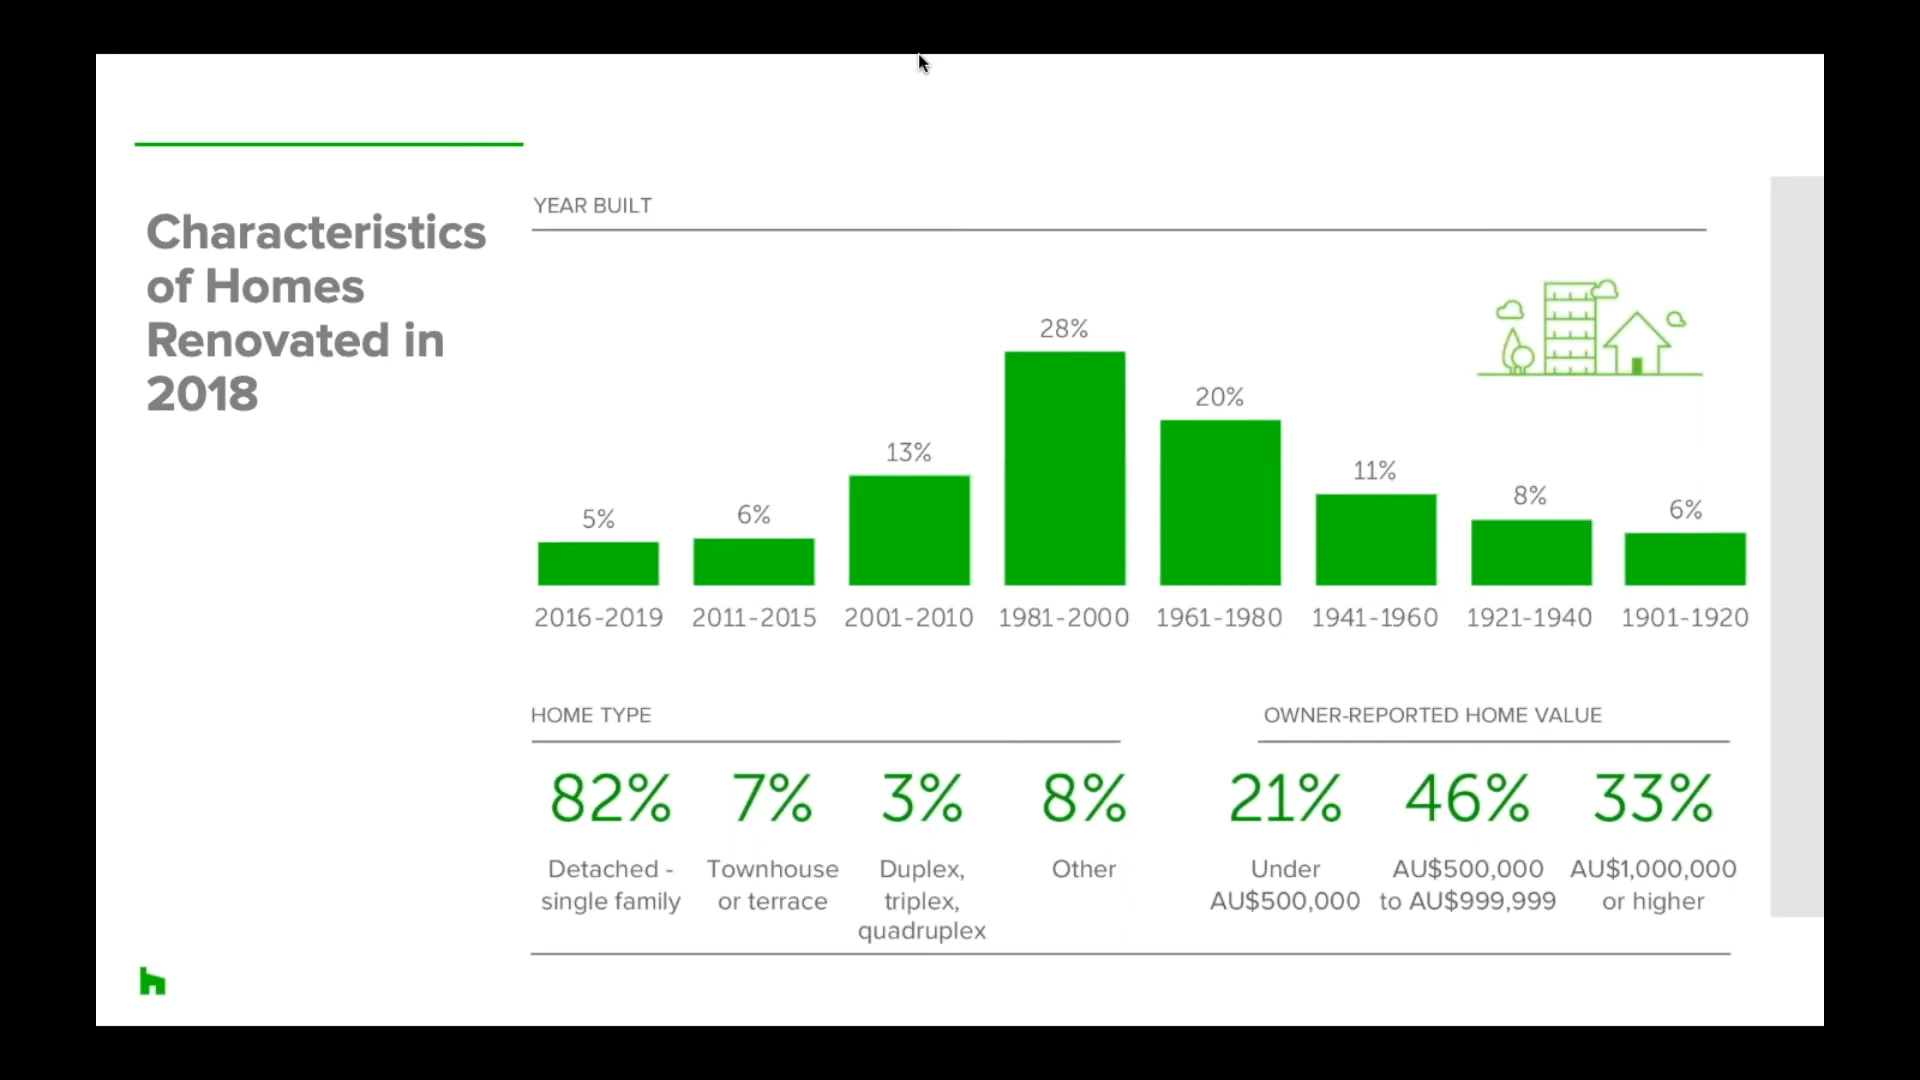 Characteristics
of Homes
Renovated in
2018
YEAR BUILT
5% 6% 13% 28% 20% 11% 8% 6%
2016-2019 2011-2015 2001-2010 1981-2000 1961-1980 1941-1960 1921-1940 1901-1920
HOME TYPE
82% 7% 3% 8%
Detached - Townhouse Duplex, Other
single family or terrace triplex,
quadruplex
OWNER-REPORTED HOME VALUE
21% 46% 33%
Under AU$500,000 AU$1,000,000
AU$500,000 to AU$999,999 or higher